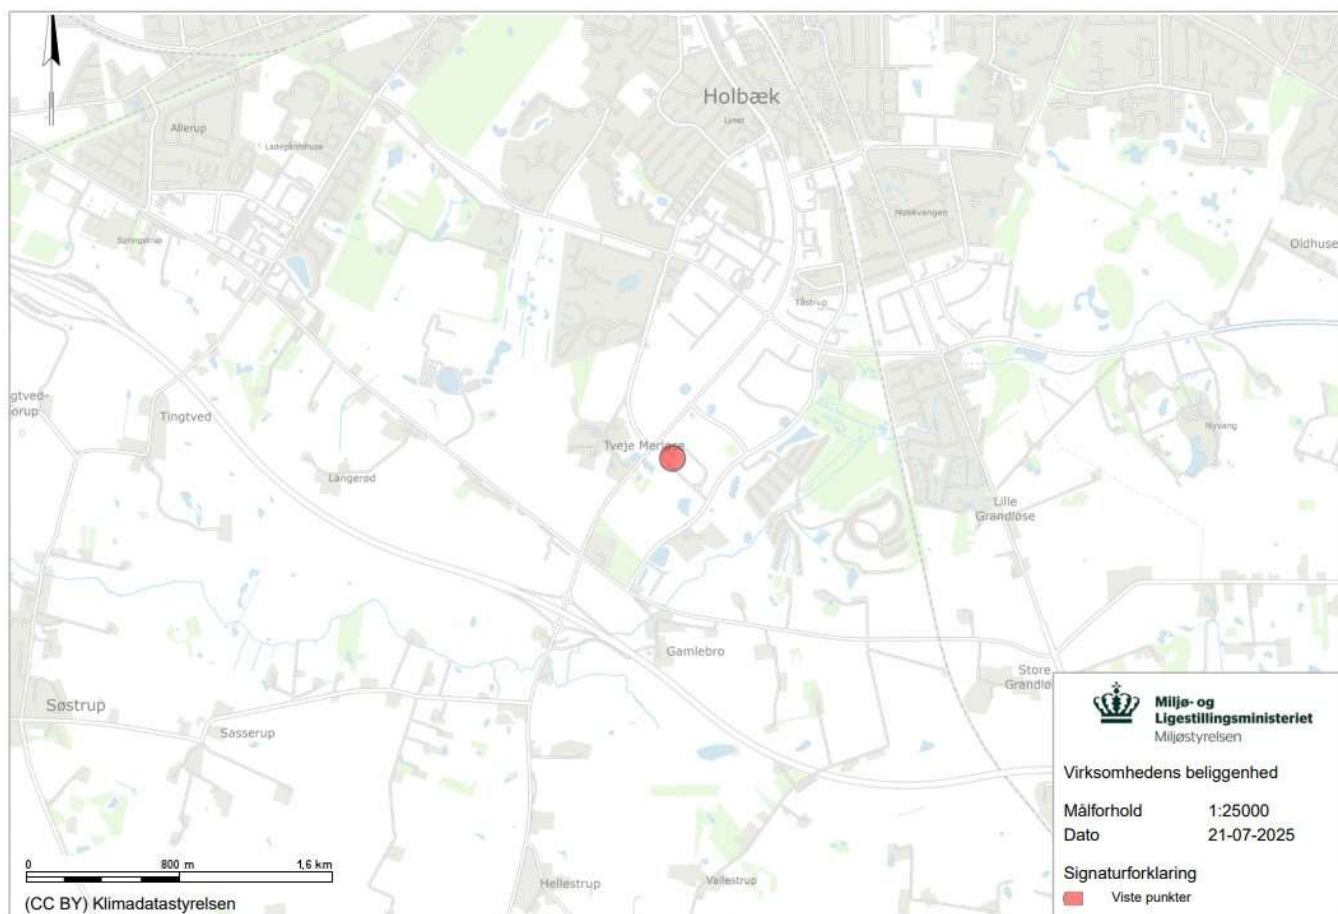 Holbæk
Allerup
Ladegårdshuse
Oldhuse
Tåstrup
gtved-
orup
Tingtved
Tveje Merløse
Langerød
Nyvang
Lille
Grandløse
Gamlebro
Store
Grandlø
Søstrup
Sasserup
Hellestrup
Vallestrup
Miljø- og
Ligestillingsministeriet
Miljøstyrelsen
Virksomhedens beliggenhed
Målforhold 1:25000
Dato 21-07-2025
Signaturforklaring
Viste punkter
0 800 m 1,6 km
(CC BY) Klimadatastyrelsen